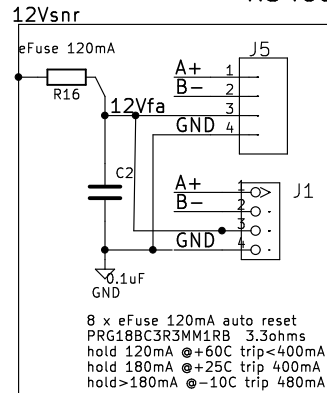 12Vsnr
eFuse 120mA
R16
12Vfa
J5
A+ 1
B- 2
3
GND 4
C2
0.1uF
GND
J1
A+ 1
B- 2
3
GND 4
8 x eFuse 120mA auto reset
PRG18BC3R3MM1RB 3.3ohms
hold 120mA @+60C trip<400mA
hold 180mA @+25C trip 400mA
hold>180mA @-10C trip 480mA